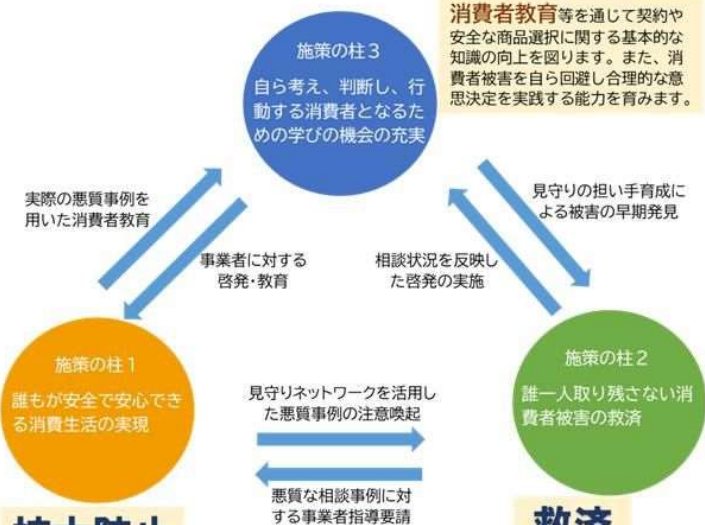 消費者教育等を通じて契約や
安全な商品選択に関する基本的な
知識の向上を図ります。また、消
費者被害を自ら回避し合理的な意
思決定を実践する能力を育みます。
施策の柱3
自ら考え、判断し、行
動する消費者となるた
めの学びの機会の充実
実際の悪質事例を
用いた消費者教育
事業者に対する
啓発・教育
相談状況を反映し
た啓発の実施
見守りの担い手育成に
よる被害の早期発見
施策の柱1
誰もが安全で安心でき
る消費生活の実現
見守りネットワークを活用し
た悪質事例の注意喚起
悪質な相談事例に対
する事業者指導要請
施策の柱2
誰一人取り残さない消
費者被害の救済
拡大防止
救済